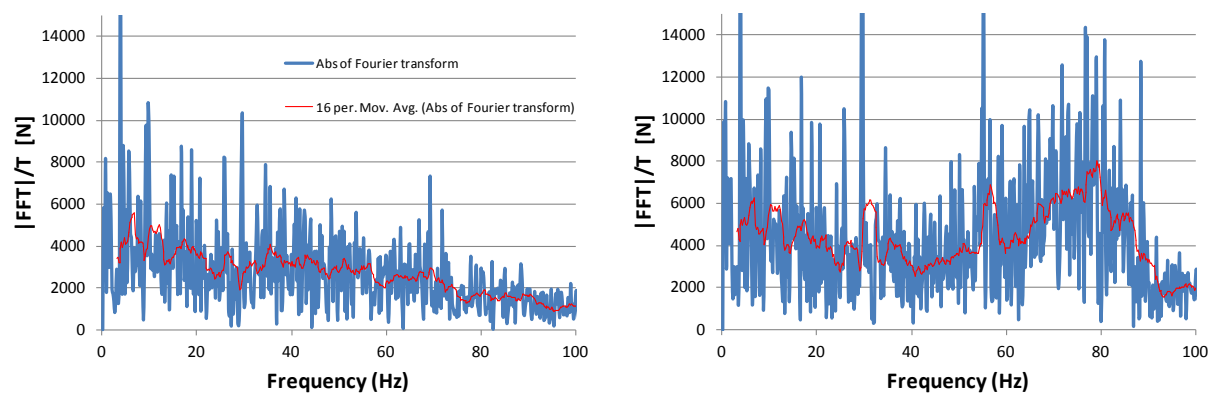 14000
12000
10000
8000
6000
4000
2000
0
|FFT|/T [N]
Abs of Fourier transform
16 per. Mov. Avg. (Abs of Fourier transform)
0 20 40 60 80 100
Frequency (Hz)
14000
12000
10000
8000
6000
4000
2000
0
|FFT|/T [N]
0 20 40 60 80 100
Frequency (Hz)